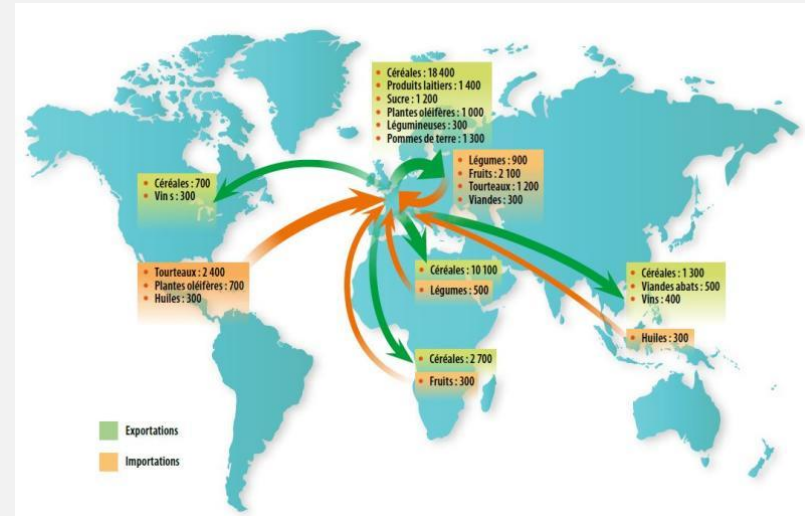 • Céréales : 18 400
• Produits laitiers : 1 400
• Sucre : 1 200
• Plantes oléifères : 1 000
• Légumineuses : 300
• Pommes de terre : 1 300
• Légumes : 900
• Fruits : 2 100
• Tourteaux : 1 200
• Viandes : 300
• Céréales : 700
• Vin s : 300
• Tourteaux : 2 400
• Plantes oléifères : 700
• Huiles : 300
• Céréales : 10 100
• Légumes : 500
• Céréales : 1 300
• Viandes abats : 500
• Vins : 400
• Huiles : 300
• Céréales : 2 700
• Fruits : 300
Exportations
Importations